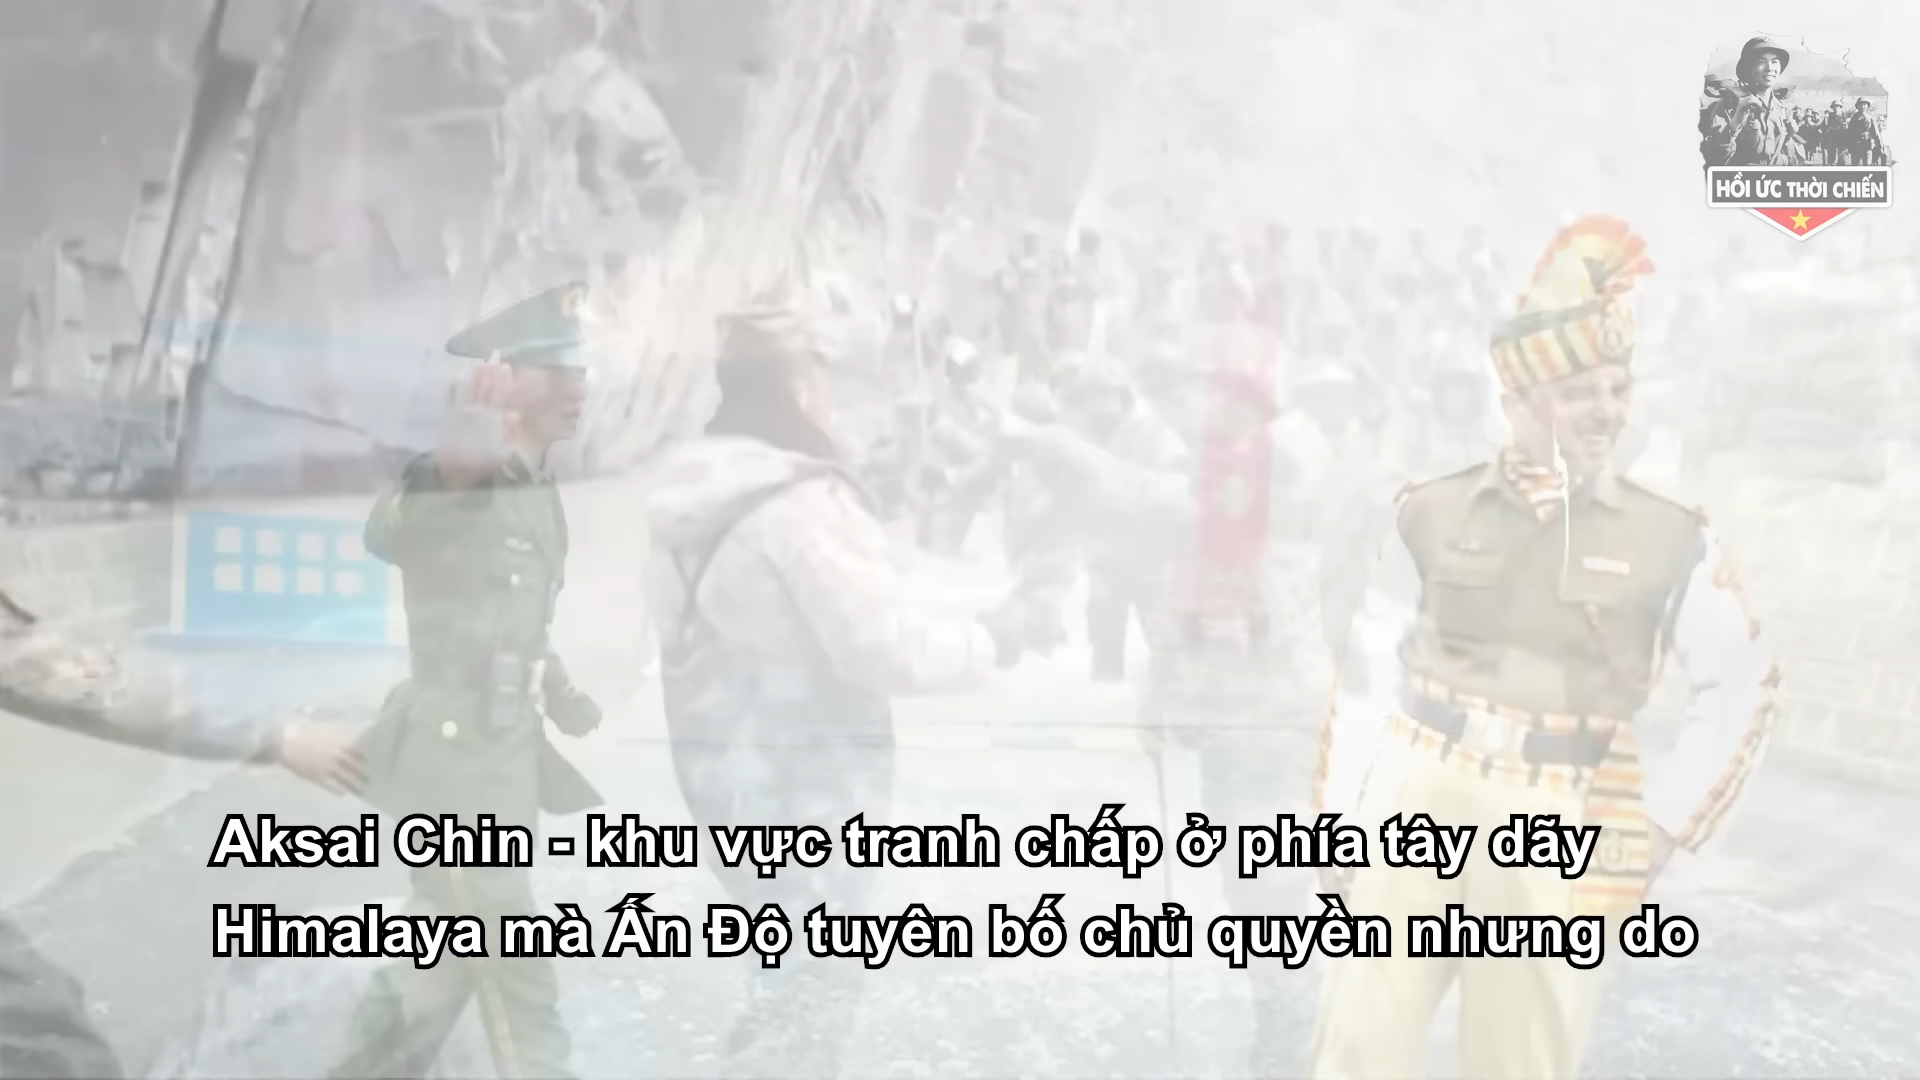 HỒI ỨC THỜI CHIẾN
Aksai Chin - khu vực tranh chấp ở phía tây dãy
Himalaya mà Ấn Độ tuyên bố chủ quyền nhưng do